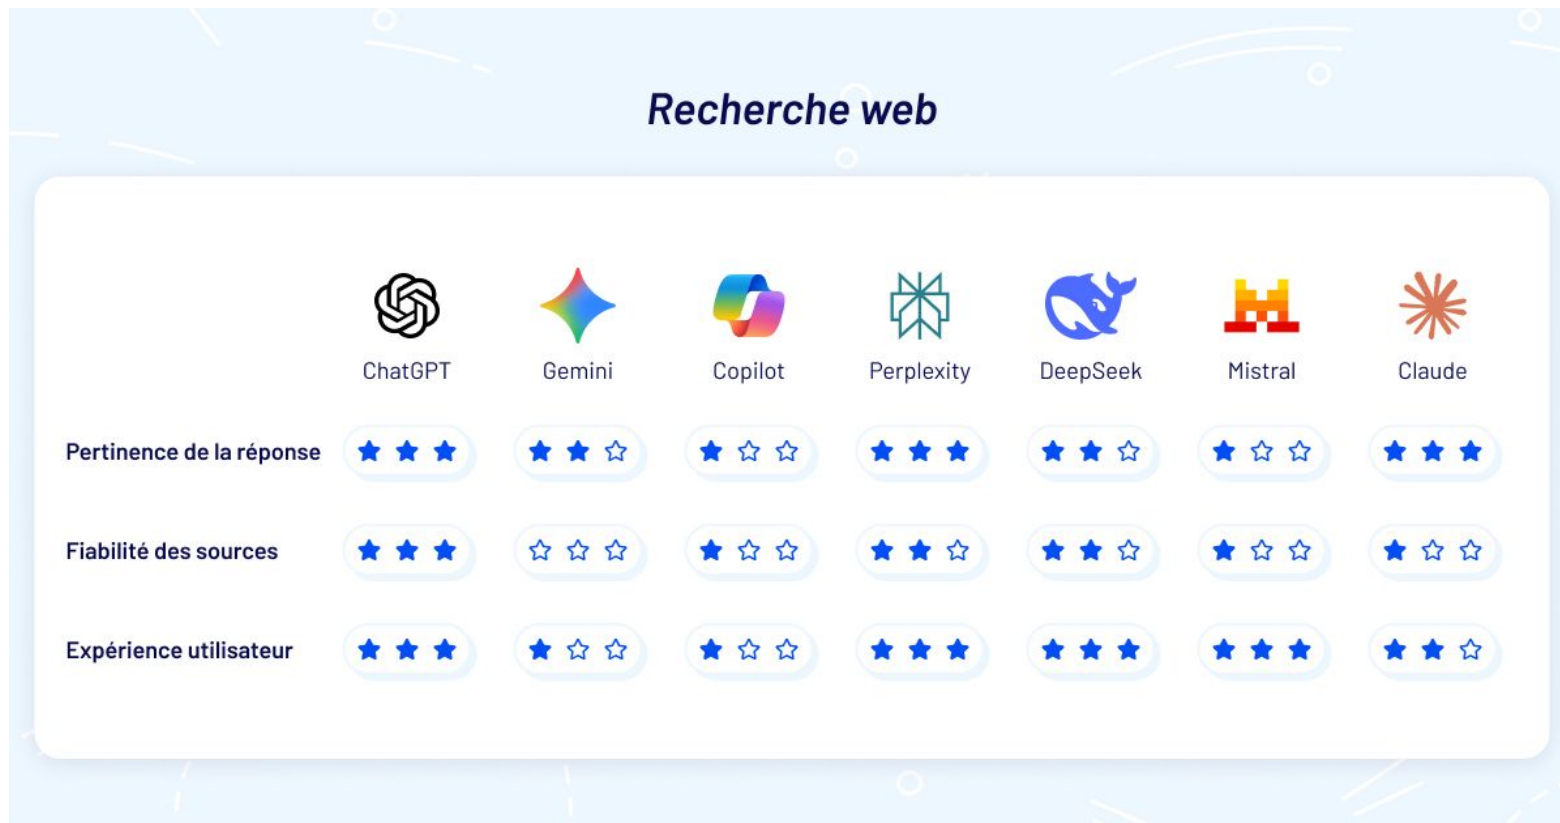 Recherche web
ChatGPT Gemini Copilot Perplexity DeepSeek Mistral Claude
Pertinence de la réponse
Fiabilité des sources
Expérience utilisateur